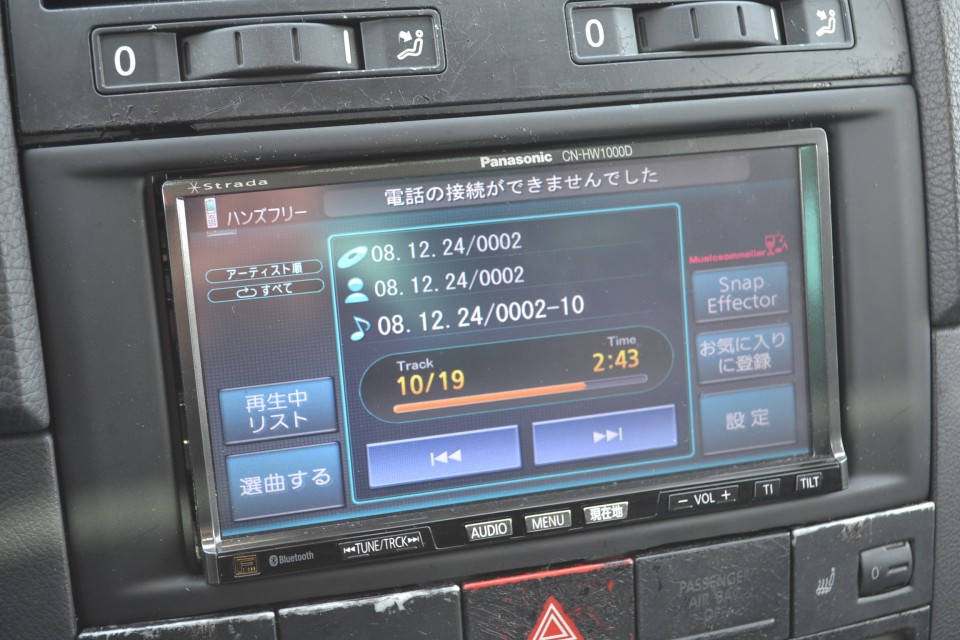 0
0
Panasonic CN-HW1000D
Strada
電話の接続ができませんでした
ハンズフリー
アーティスト順
すべて
08. 12. 24/0002
08. 12. 24/0002
08. 12. 24/0002-10
Track
10/19
Time
2:43
Musicsommelier
Snap
Effector
お気に入り
に登録
設定
再生中
リスト
選曲する
Bluetooth
TUNE/TRCK
AUDIO
MENU
現在地
− VOL +
TI
TILT
PASSENGER
AIR BAG
OFF
0